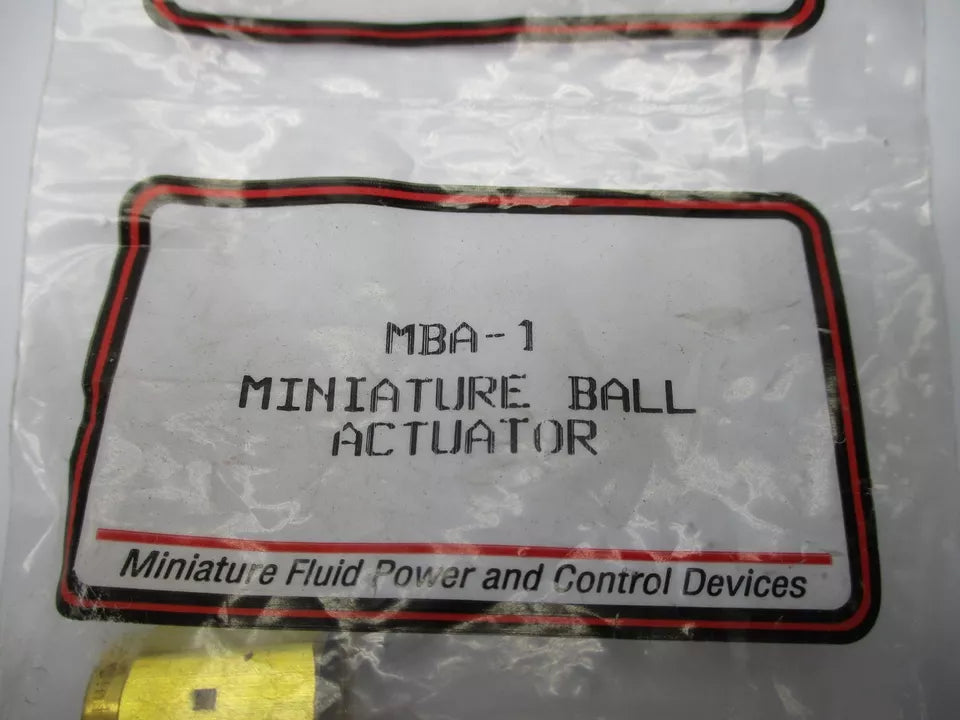 MBA-1
MINIATURE BALL
ACTUATOR
Miniature Fluid Power and Control Devices